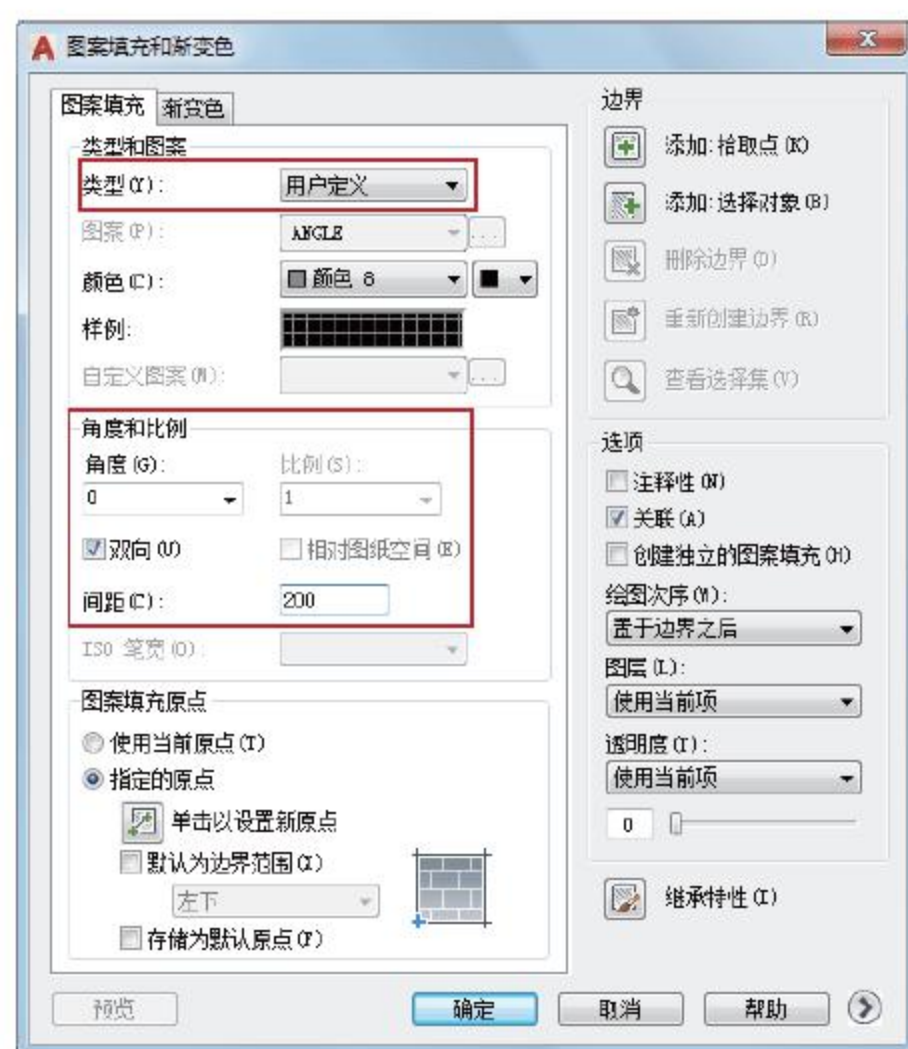 图案填充和渐变色
图案填充 渐变色
类型和图案
类型(Y): 用户定义
图案(P): ANGLE ...
颜色(C): 颜色 8
样例:
自定义图案(M): ...
角度和比例
角度(G): 比例(S):
0 1
双向(U) 相对图纸空间(E)
间距(C): 200
ISO 笔宽(O):
图案填充原点
使用当前原点(T)
指定的原点
单击以设置新原点
默认为边界范围(X)
左下
存储为默认原点(F)
边界
添加:拾取点(K)
添加:选择对象(B)
删除边界(D)
重新创建边界(R)
查看选择集(V)
选项
注释性(N)
关联(A)
创建独立的图案填充(H)
绘图次序(W):
置于边界之后
图层(L):
使用当前项
透明度(T):
使用当前项
0
继承特性(I)
预览 确定 取消 帮助